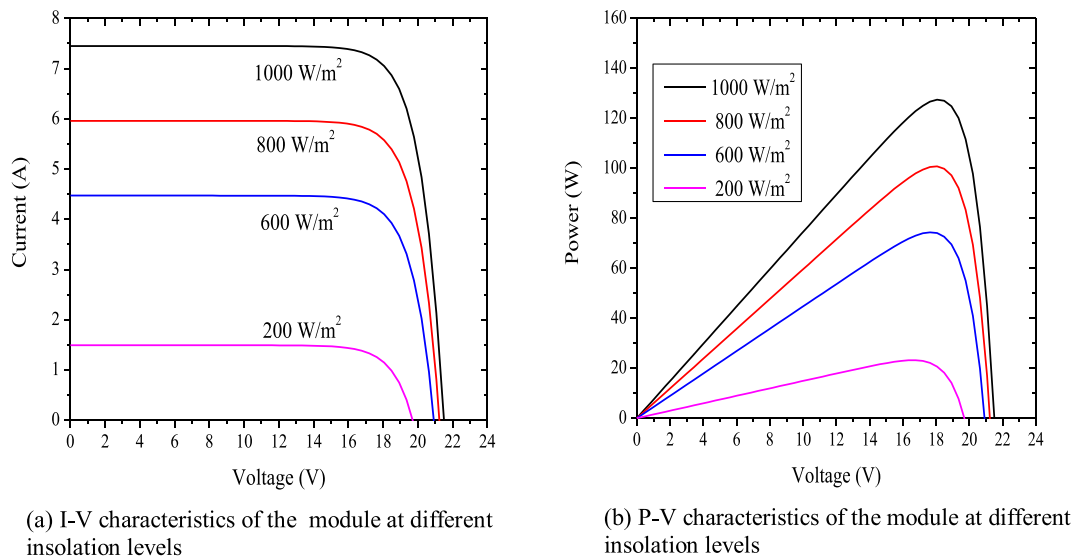 8
7
6
5
4
3
2
1
0
Current (A)
1000 W/m²
800 W/m²
600 W/m²
200 W/m²
0 2 4 6 8 10 12 14 16 18 20 22 24
Voltage (V)
(a) I-V characteristics of the module at different
insolation levels
160
140
120
100
80
60
40
20
0
Power (W)
1000 W/m²
800 W/m²
600 W/m²
200 W/m²
0 2 4 6 8 10 12 14 16 18 20 22 24
Voltage (V)
(b) P-V characteristics of the module at different
insolation levels